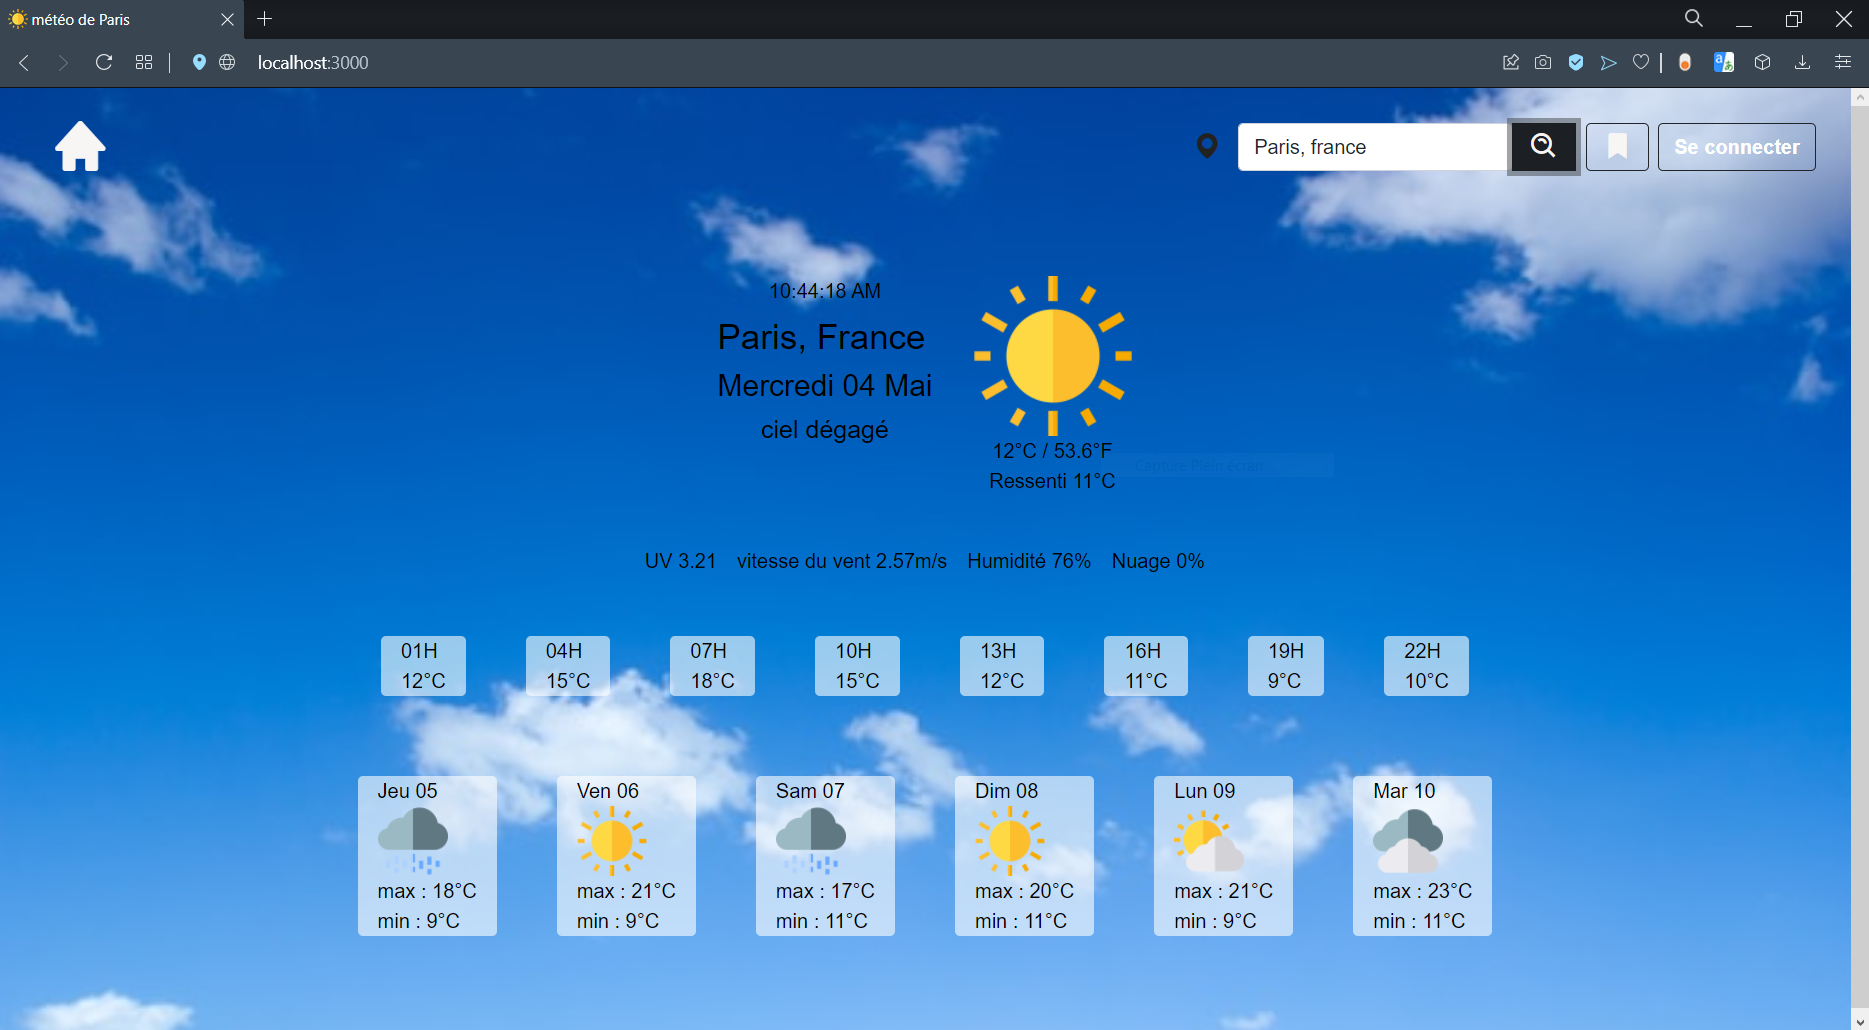 météo de Paris
localhost:3000
Paris, france
Se connecter
10:44:18 AM
Paris, France
Mercredi 04 Mai
ciel dégagé
12°C / 53.6°F
Capture Plein écran
Ressenti 11°C
UV 3.21 vitesse du vent 2.57m/s Humidité 76% Nuage 0%
01H 04H 07H 10H 13H 16H 19H 22H
12°C 15°C 18°C 15°C 12°C 11°C 9°C 10°C
Jeu 05 Ven 06 Sam 07 Dim 08 Lun 09 Mar 10
max : 18°C max : 21°C max : 17°C max : 20°C max : 21°C max : 23°C
min : 9°C min : 9°C min : 11°C min : 11°C min : 9°C min : 11°C